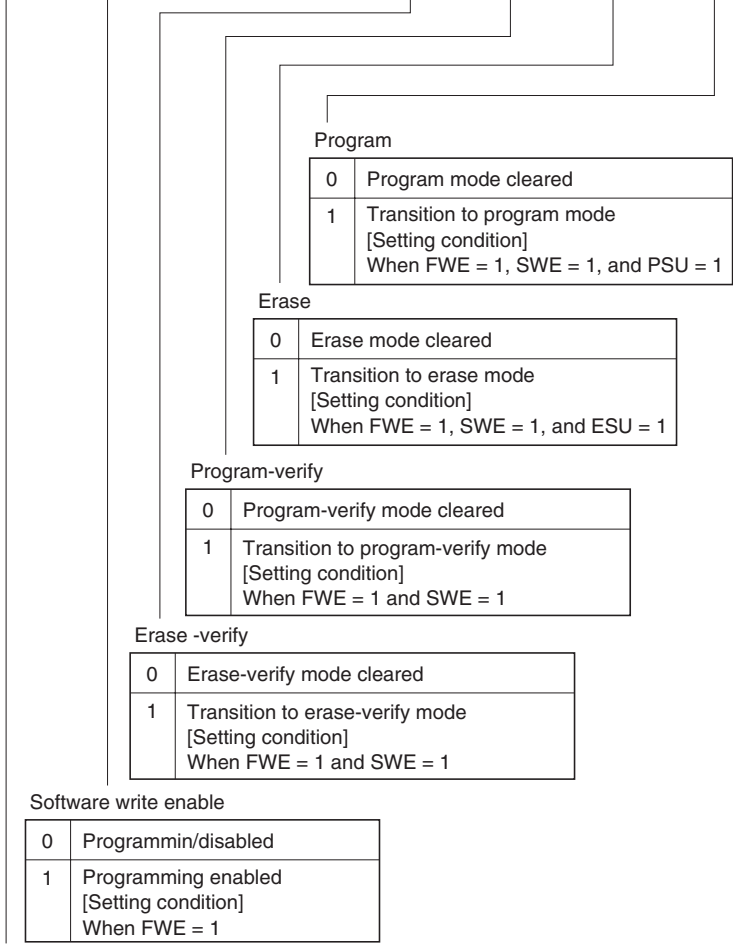 Program
0 Program mode cleared
1 Transition to program mode
[Setting condition]
When FWE = 1, SWE = 1, and PSU = 1
Erase
0 Erase mode cleared
1 Transition to erase mode
[Setting condition]
When FWE = 1, SWE = 1, and ESU = 1
Program-verify
0 Program-verify mode cleared
1 Transition to program-verify mode
[Setting condition]
When FWE = 1 and SWE = 1
Erase -verify
0 Erase-verify mode cleared
1 Transition to erase-verify mode
[Setting condition]
When FWE = 1 and SWE = 1
Software write enable
0 Programmin/disabled
1 Programming enabled
[Setting condition]
When FWE = 1